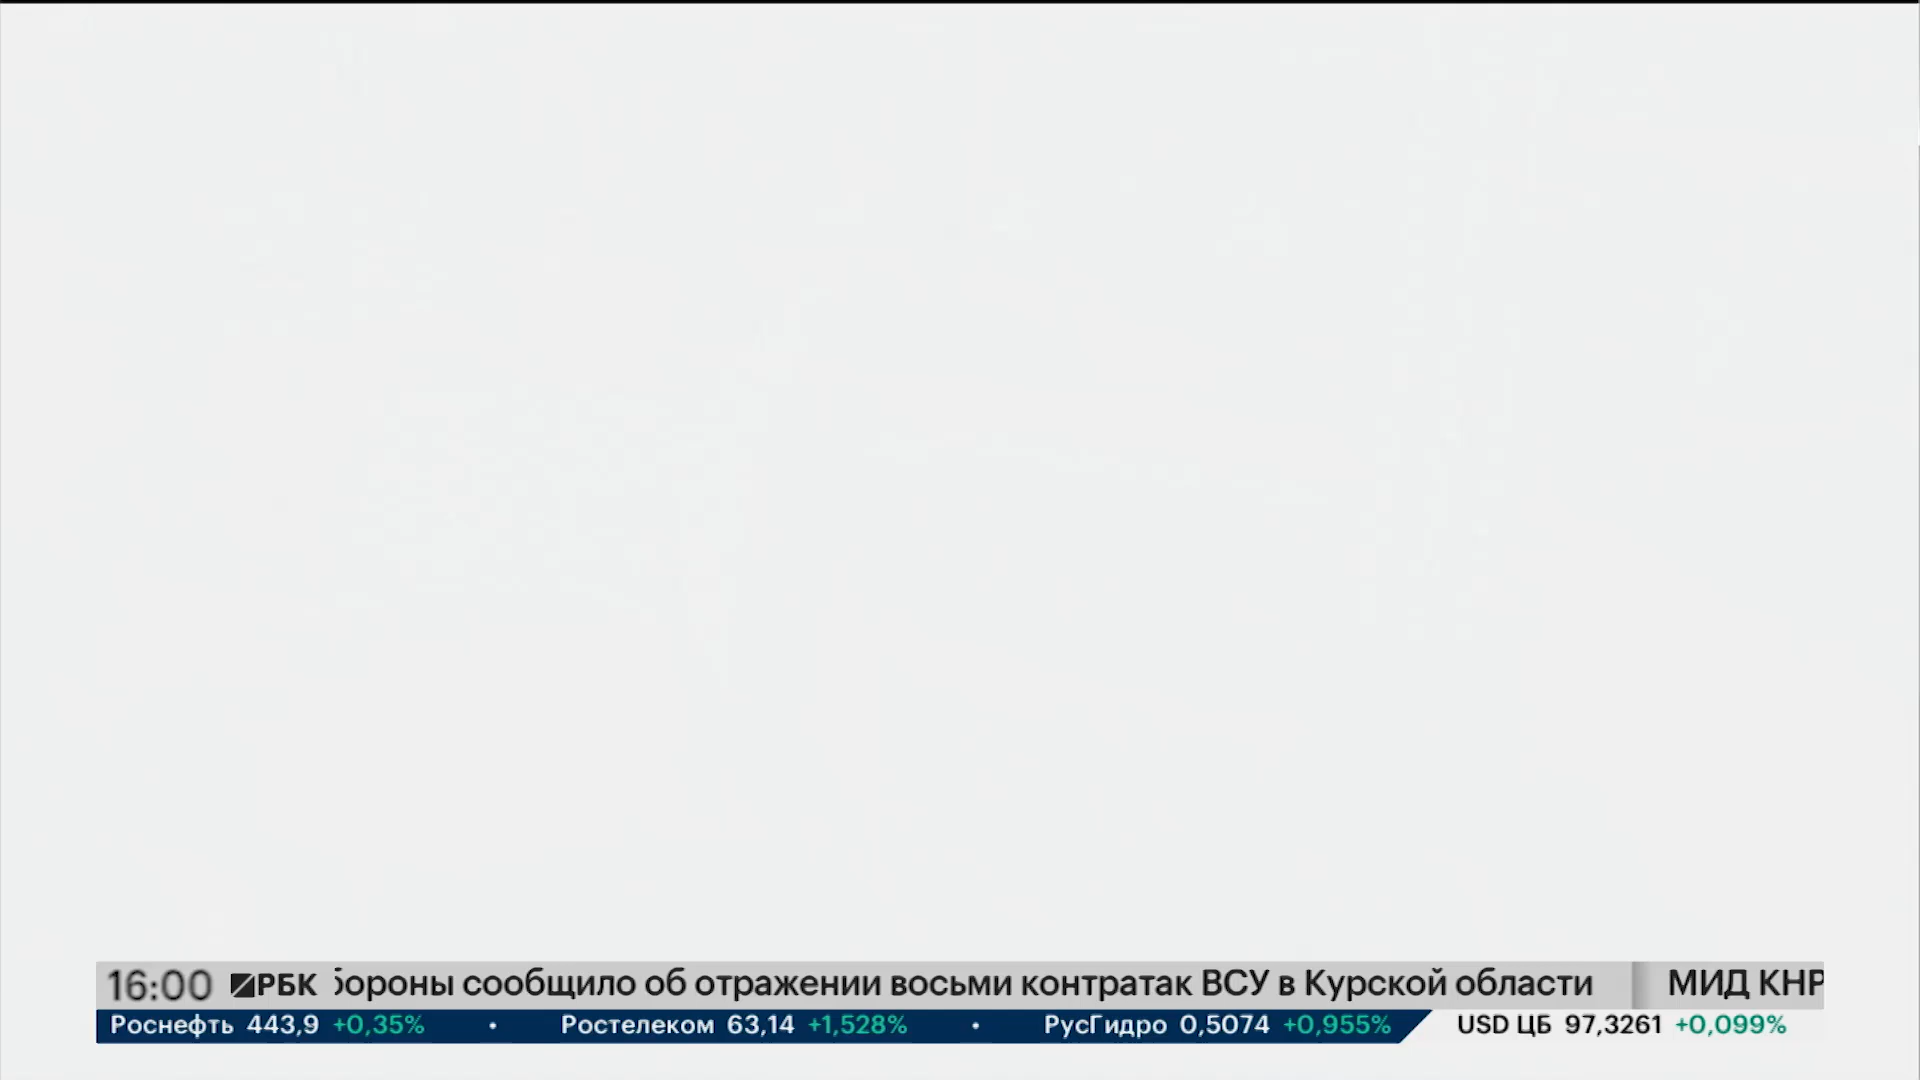 16:00 РБК бороны сообщило об отражении восьми контратак ВСУ в Курской области МИД КНР
Роснефть 443,9 +0,35% • Ростелеком 63,14 +1,528% • РусГидро 0,5074 +0,955% USD ЦБ 97,3261 +0,099%